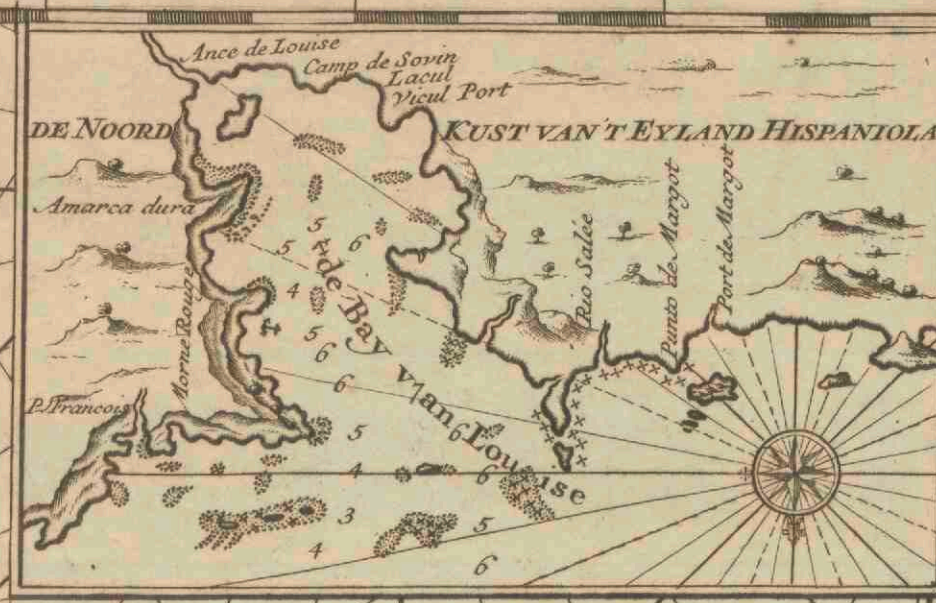 Ance de Louise
Camp de Sovin
Lacul
Vicul Port
DE NOORD KUST VAN'T EYLAND HISPANIOLA
Amarca dura
Morne Rouge
P. Francois
Rio Salée
Punto de Margot
Port de Margot
de Bay van Louise
5
5
6
4
5
6
6
7
5
6
4
6
3
5
4
6